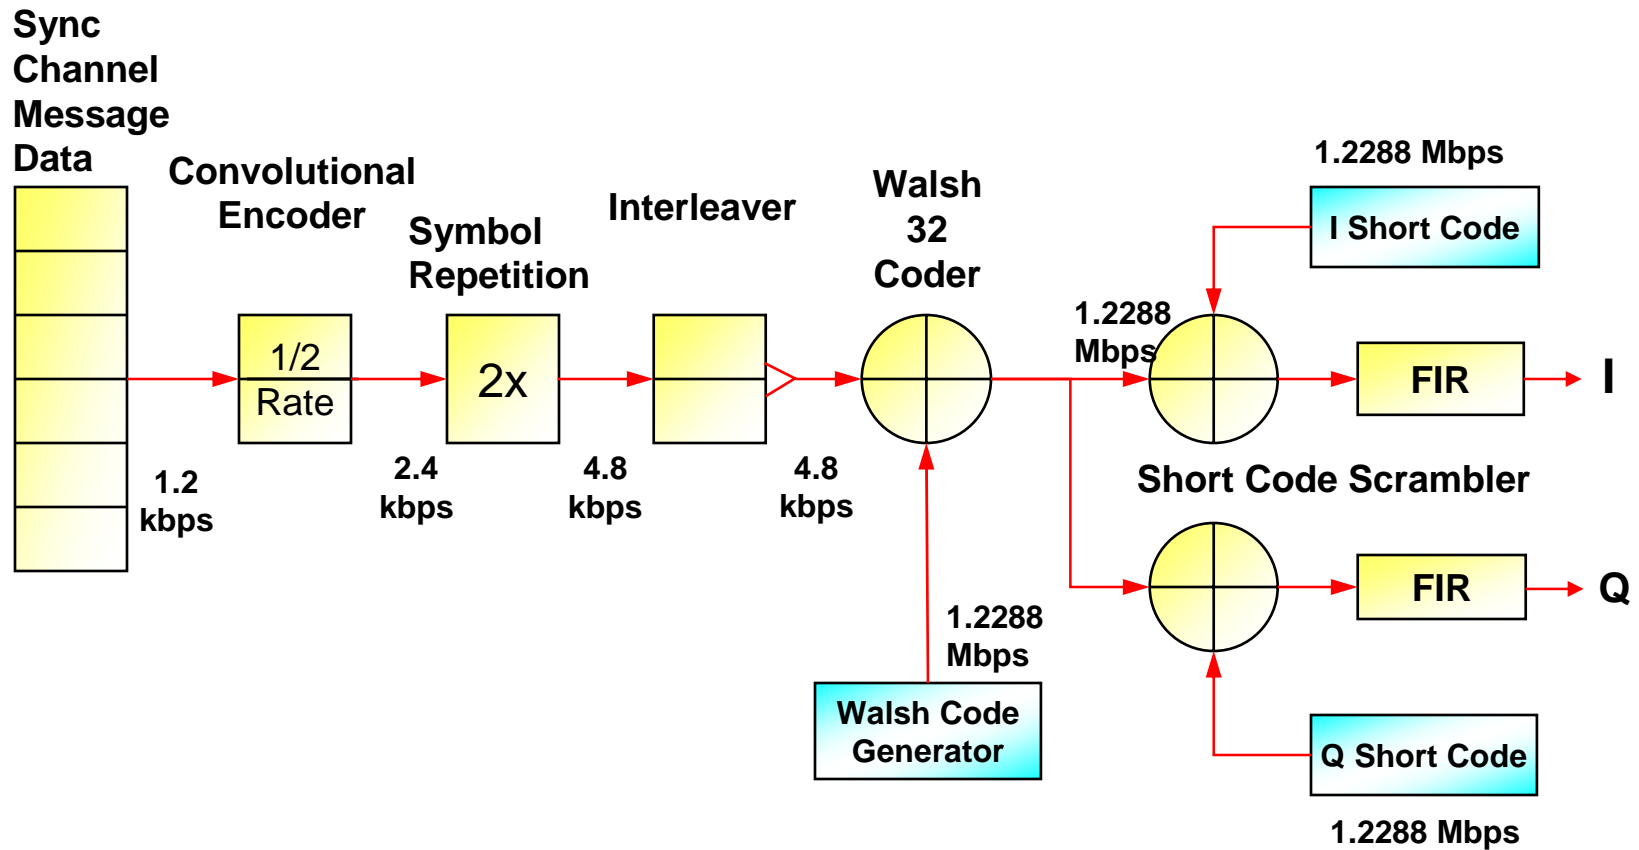 Sync
Channel
Message
Data
Convolutional
Encoder
Symbol
Repetition
Interleaver
Walsh
32
Coder
1.2288 Mbps
I Short Code
1.2288
Mbps
1/2
Rate
2x
FIR
I
1.2
kbps
2.4
kbps
4.8
kbps
4.8
kbps
Short Code Scrambler
FIR
Q
1.2288
Mbps
Walsh Code
Generator
Q Short Code
1.2288 Mbps